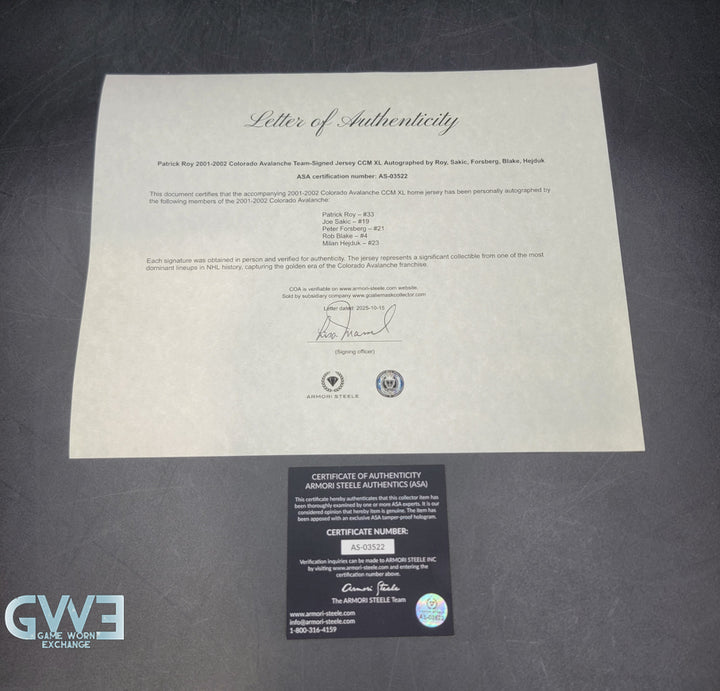 Letter of Authenticity
Patrick Roy 2001-2002 Colorado Avalanche Team-Signed Jersey CCM XL Autographed by Roy, Sakic, Forsberg, Blake, Hejduk
ASA certification number: AS-03522
This document certifies that the accompanying 2001-2002 Colorado Avalanche CCM XL home jersey has been personally autographed by
the following members of the 2001-2002 Colorado Avalanche:
Patrick Roy – #33
Joe Sakic – #19
Peter Forsberg – #21
Rob Blake – #4
Milan Hejduk – #23
Each signature was obtained in person and verified for authenticity. The jersey represents a significant collectible from one of the most
dominant lineups in NHL history, capturing the golden era of the Colorado Avalanche franchise.
COA is verifiable on www.armori-steele.com website.
Sold by subsidiary company www.goaliemaskcollector.com
Letter dated: 2025-10-15
(Signing officer)
ARMORI STEELE
CERTIFICATE OF AUTHENTICITY
ARMORI STEELE AUTHENTICS (ASA)
This certificate hereby authenticates that this collector item has
been thoroughly examined by one or more ASA experts. It is our
considered opinion that hereby item is genuine. The item has
been apposed with an exclusive ASA tamper-proof hologram.
CERTIFICATE NUMBER:
AS-03522
Verification inquiries can be made to ARMORI STEELE INC
by visiting www.armori-steele.com and entering the
certification number above.
Armori Steele
The ARMORI STEELE Team
www.armori-steele.com
info@armori-steele.com
1-800-316-4159
AS-03522
GWE
GAME WORN
EXCHANGE